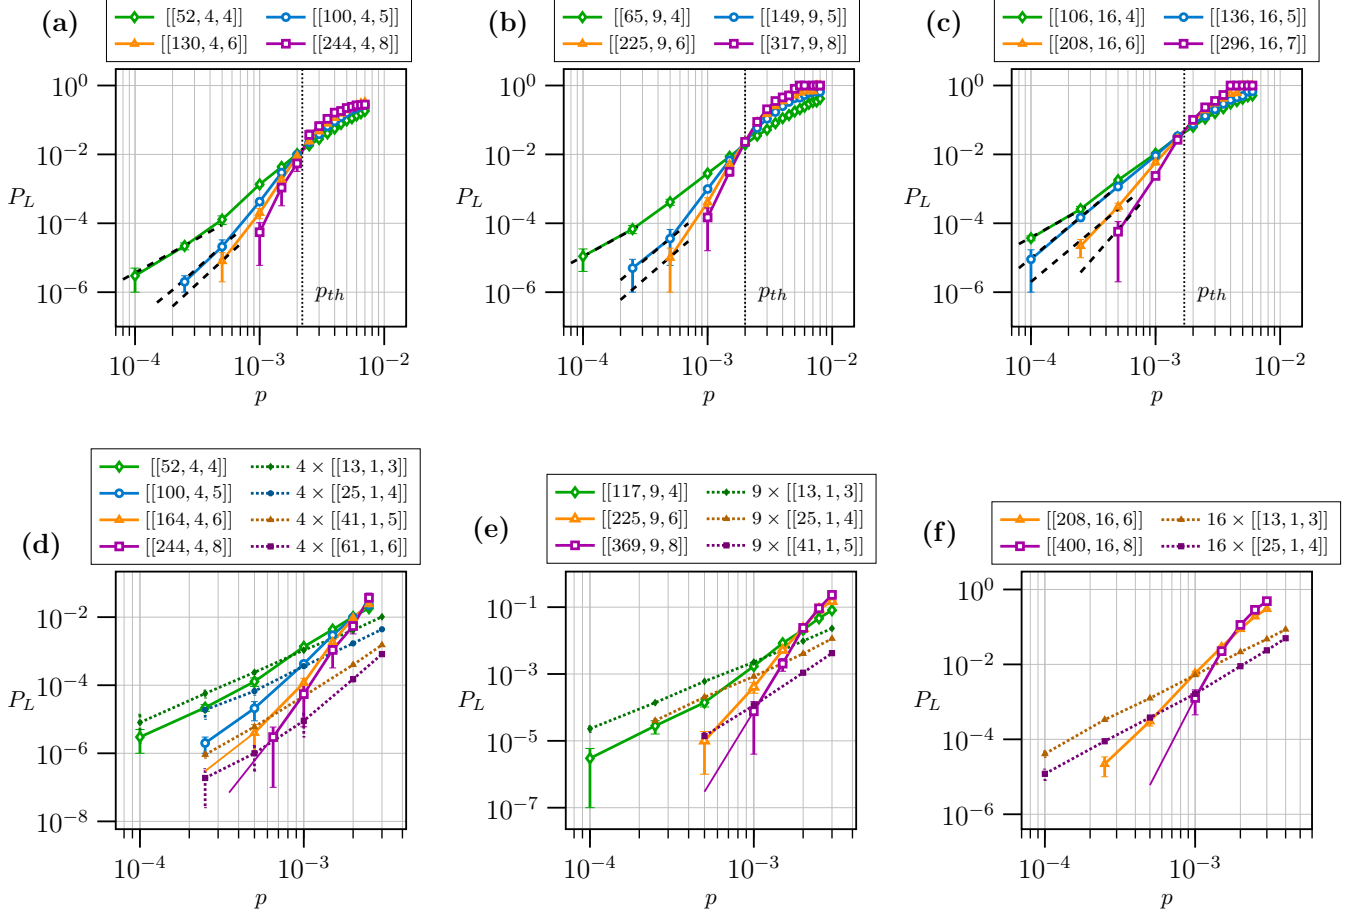 (a)
[[52, 4, 4]] [[100, 4, 5]]
[[130, 4, 6]] [[244, 4, 8]]
10^0
10^{-2}
P_L
10^{-4}
10^{-6}
p_{th}
10^{-4} 10^{-3} 10^{-2}
p
(b)
[[65, 9, 4]] [[149, 9, 5]]
[[225, 9, 6]] [[317, 9, 8]]
10^0
10^{-2}
P_L
10^{-4}
10^{-6}
p_{th}
10^{-4} 10^{-3} 10^{-2}
p
(c)
[[106, 16, 4]] [[136, 16, 5]]
[[208, 16, 6]] [[296, 16, 7]]
10^0
10^{-2}
P_L
10^{-4}
10^{-6}
p_{th}
10^{-4} 10^{-3} 10^{-2}
p
(d)
[[52, 4, 4]] 4 × [[13, 1, 3]]
[[100, 4, 5]] 4 × [[25, 1, 4]]
[[164, 4, 6]] 4 × [[41, 1, 5]]
[[244, 4, 8]] 4 × [[61, 1, 6]]
10^{-2}
P_L
10^{-4}
10^{-6}
10^{-8}
10^{-4} 10^{-3}
p
(e)
[[117, 9, 4]] 9 × [[13, 1, 3]]
[[225, 9, 6]] 9 × [[25, 1, 4]]
[[369, 9, 8]] 9 × [[41, 1, 5]]
10^{-1}
10^{-3}
P_L
10^{-5}
10^{-7}
10^{-4} 10^{-3}
p
(f)
[[208, 16, 6]] 16 × [[13, 1, 3]]
[[400, 16, 8]] 16 × [[25, 1, 4]]
10^0
10^{-2}
P_L
10^{-4}
10^{-6}
10^{-4} 10^{-3}
p